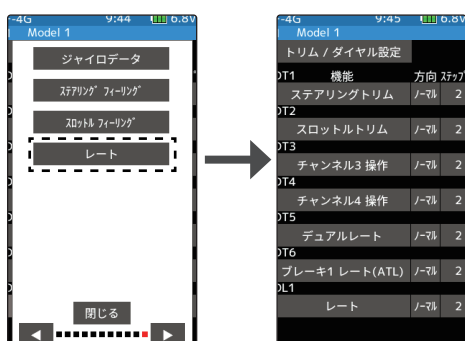 -4G 9:44 6.8V
Model 1
ジャイロデータ
ステアリング フィーリング
スロットル フィーリング
レート
閉じる
-4G 9:45 6.8V
Model 1
トリム / ダイヤル設定
DT1 機能 方向 ステップ
ステアリングトリム ノーマル 2
DT2
スロットルトリム ノーマル 2
DT3
チャンネル3 操作 ノーマル 2
DT4
チャンネル4 操作 ノーマル 2
DT5
デュアルレート ノーマル 2
DT6
ブレーキ1 レート(ATL) ノーマル 2
DL1
レート ノーマル 2